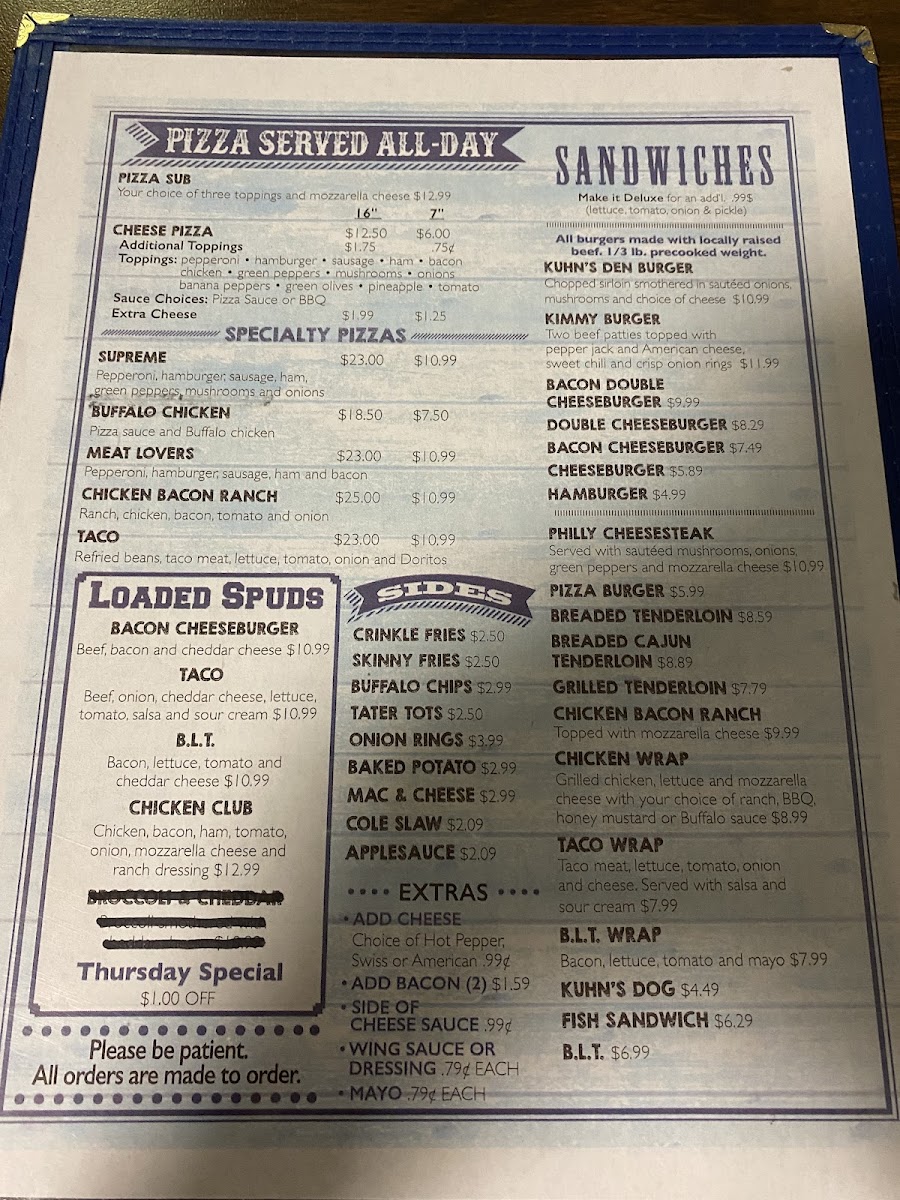 PIZZA SERVED ALL-DAY
PIZZA SUB
Your choice of three toppings and mozzarella cheese $12.99
16" 7"
CHEESE PIZZA $12.50 $6.00
Additional Toppings $1.75 .75¢
Toppings: pepperoni • hamburger • sausage • ham • bacon
chicken • green peppers • mushrooms • onions
banana peppers • green olives • pineapple • tomato
Sauce Choices: Pizza Sauce or BBQ
Extra Cheese $1.99 $1.25
SPECIALTY PIZZAS
SUPREME $23.00 $10.99
Pepperoni, hamburger, sausage, ham,
green peppers, mushrooms and onions
BUFFALO CHICKEN $18.50 $7.50
Pizza sauce and Buffalo chicken
MEAT LOVERS $23.00 $10.99
Pepperoni, hamburger, sausage, ham and bacon
CHICKEN BACON RANCH $25.00 $10.99
Ranch, chicken, bacon, tomato and onion
TACO $23.00 $10.99
Refried beans, taco meat, lettuce, tomato, onion and Doritos
LOADED SPUDS
BACON CHEESEBURGER
Beef, bacon and cheddar cheese $10.99
TACO
Beef, onion, cheddar cheese, lettuce,
tomato, salsa and sour cream $10.99
B.L.T.
Bacon, lettuce, tomato and
cheddar cheese $10.99
CHICKEN CLUB
Chicken, bacon, ham, tomato,
onion, mozzarella cheese and
ranch dressing $12.99
BROCCOLI & CHEDDAR
Thursday Special
$1.00 OFF
Please be patient.
All orders are made to order.
SIDES
CRINKLE FRIES $2.50
SKINNY FRIES $2.50
BUFFALO CHIPS $2.99
TATER TOTS $2.50
ONION RINGS $3.99
BAKED POTATO $2.99
MAC & CHEESE $2.99
COLE SLAW $2.09
APPLESAUCE $2.09
•••• EXTRAS ••••
• ADD CHEESE
Choice of Hot Pepper,
Swiss or American .99¢
• ADD BACON (2) $1.59
• SIDE OF
CHEESE SAUCE .99¢
• WING SAUCE OR
DRESSING .79¢ EACH
• MAYO .79¢ EACH
SANDWICHES
Make it Deluxe for an add'l. .99$
(lettuce, tomato, onion & pickle)
All burgers made with locally raised
beef. 1/3 lb. precooked weight.
KUHN'S DEN BURGER
Chopped sirloin smothered in sautéed onions,
mushrooms and choice of cheese $10.99
KIMMY BURGER
Two beef patties topped with
pepper jack and American cheese,
sweet chili and crisp onion rings $11.99
BACON DOUBLE
CHEESEBURGER $9.99
DOUBLE CHEESEBURGER $8.29
BACON CHEESEBURGER $7.49
CHEESEBURGER $5.89
HAMBURGER $4.99
PHILLY CHEESESTEAK
Served with sautéed mushrooms, onions,
green peppers and mozzarella cheese $10.99
PIZZA BURGER $5.99
BREADED TENDERLOIN $8.59
BREADED CAJUN
TENDERLOIN $8.89
GRILLED TENDERLOIN $7.79
CHICKEN BACON RANCH
Topped with mozzarella cheese $9.99
CHICKEN WRAP
Grilled chicken, lettuce and mozzarella
cheese with your choice of ranch, BBQ,
honey mustard or Buffalo sauce $8.99
TACO WRAP
Taco meat, lettuce, tomato, onion
and cheese. Served with salsa and
sour cream $7.99
B.L.T. WRAP
Bacon, lettuce, tomato and mayo $7.99
KUHN'S DOG $4.49
FISH SANDWICH $6.29
B.L.T. $6.99